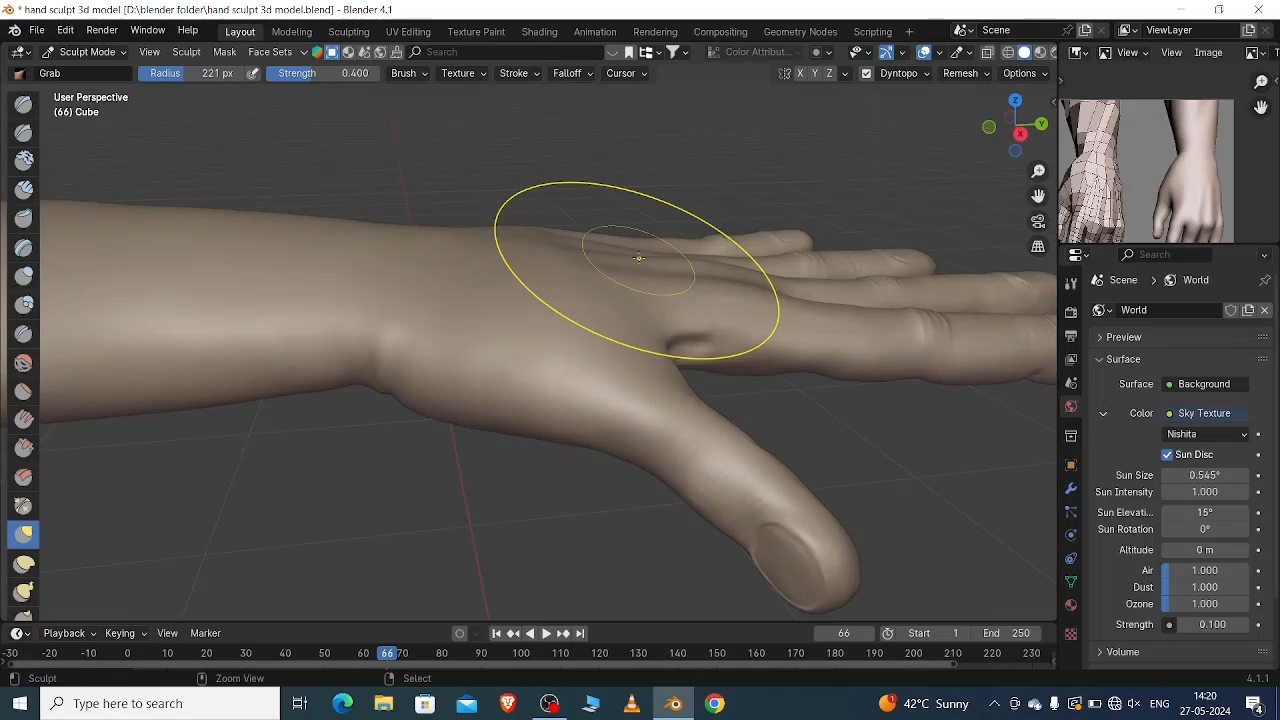 * hand sculpt 3d model [D:\blender folder\hand sculpt 3d model.blend] - Blender 4.1
File Edit Render Window Help Layout Modeling Sculpting UV Editing Texture Paint Shading Animation Rendering Compositing Geometry Nodes Scripting + Scene ViewLayer
Sculpt Mode View Sculpt Mask Face Sets Search Color Attribut... View View Image
Grab Radius 221 px Strength 0.400 Brush Texture Stroke Falloff Cursor X Y Z Dyntopo Remesh Options
User Perspective
(66) Cube
Z
Y
X
Search
Scene World
World
Preview
Surface
Surface Background
Color Sky Texture
Nishita
Sun Disc
Sun Size 0.545°
Sun Intensity 1.000
Sun Elevati... 15°
Sun Rotation 0°
Altitude 0 m
Air 1.000
Dust 1.000
Ozone 1.000
Strength 0.100
Volume
Playback Keying View Marker 66 Start 1 End 250
-30 -20 -10 0 10 20 30 40 50 60 66 70 80 90 100 110 120 130 140 150 160 170 180 190 200 210 220 230
Sculpt Zoom View Select 4.1.1
Type here to search 42°C Sunny 14:20
27-05-2024 4